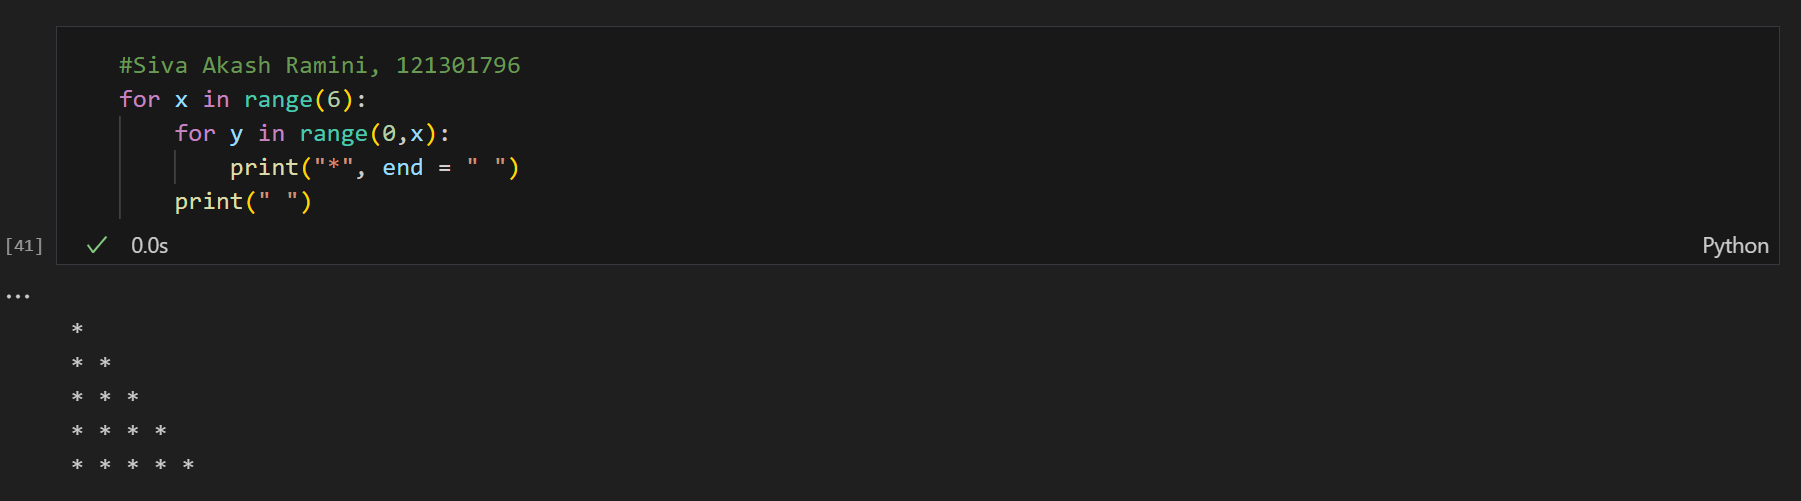 #Siva Akash Ramini, 121301796
for x in range(6):
    for y in range(0,x):
        print("*", end = " ")
    print(" ")
[41] ✓ 0.0s Python
...
*
* *
* * *
* * * *
* * * * *